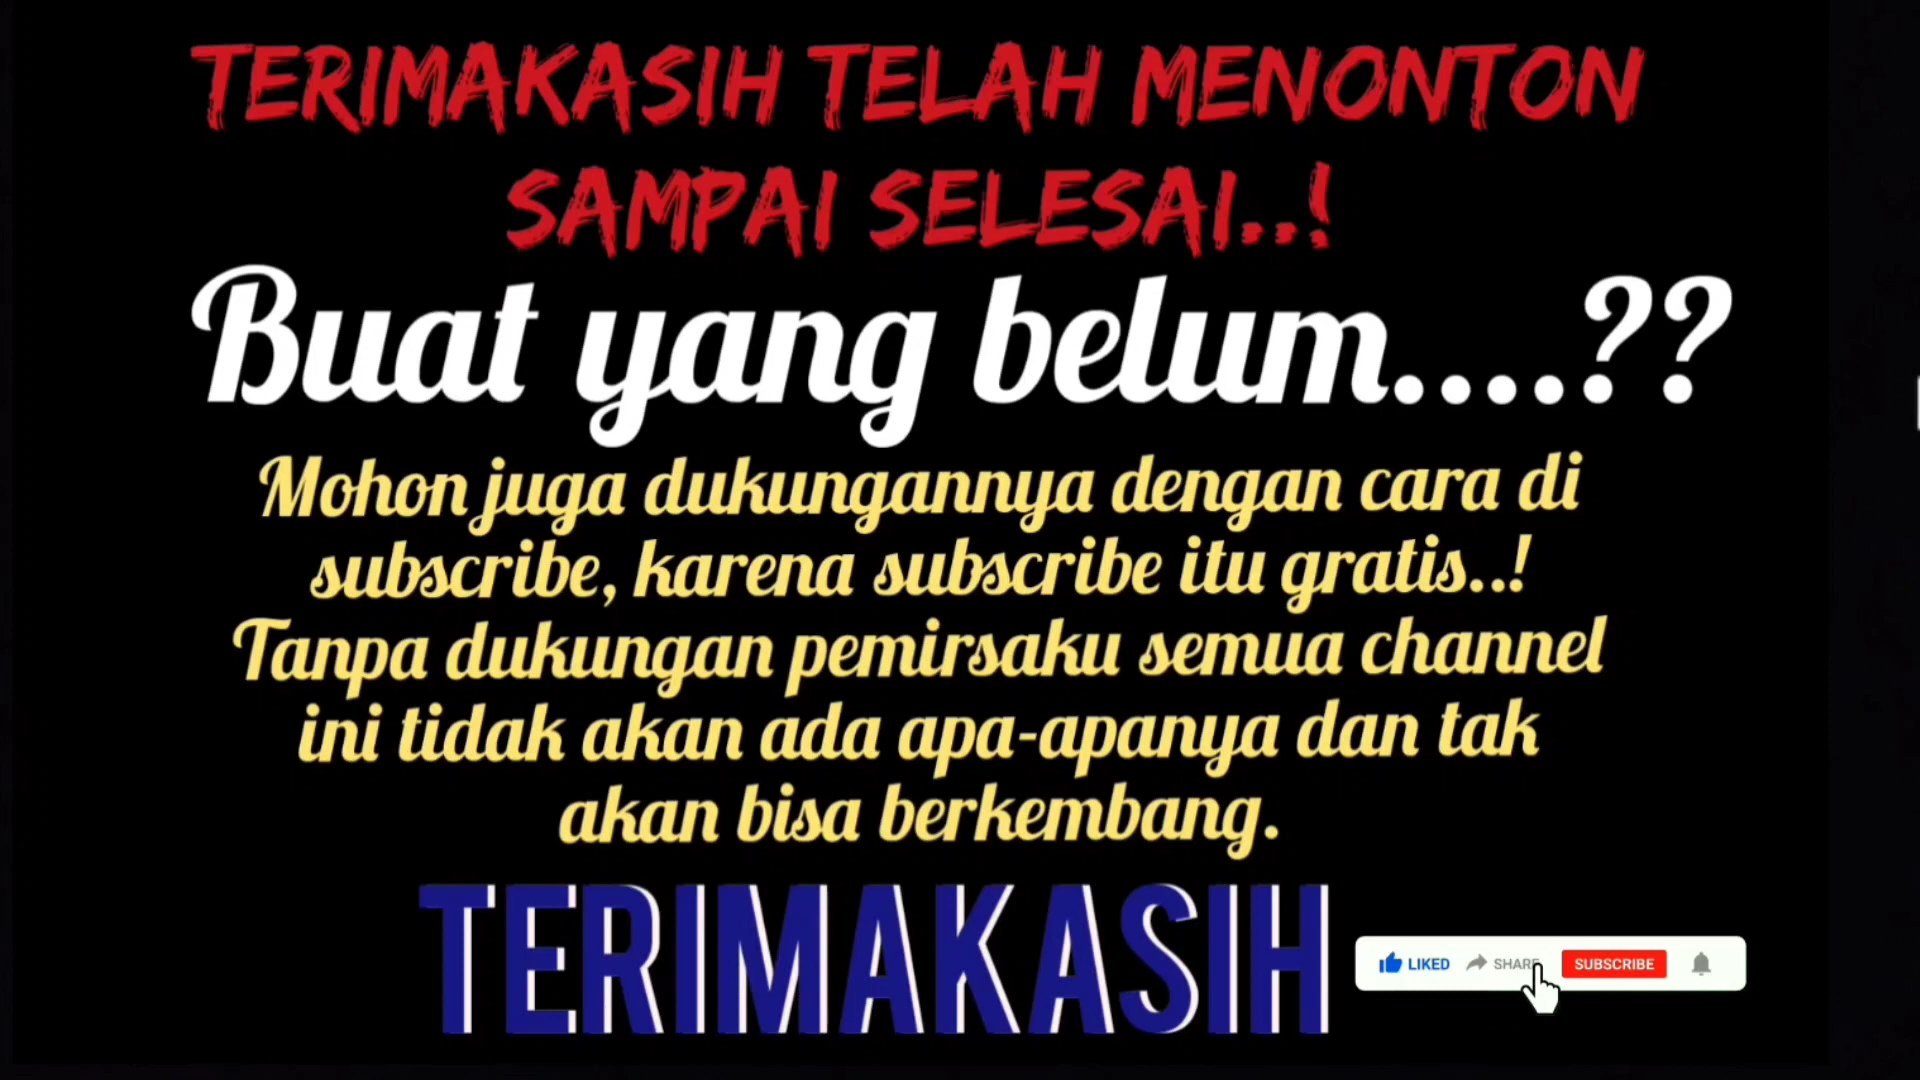 TERIMAKASIH TELAH MENONTON
SAMPAI SELESAI..!
Buat yang belum....??
Mohon juga dukungannya dengan cara di
subscribe, karena subscribe itu gratis..!
Tanpa dukungan pemirsaku semua channel
ini tidak akan ada apa-apanya dan tak
akan bisa berkembang.
TERIMAKASIH
LIKED SHARE SUBSCRIBE